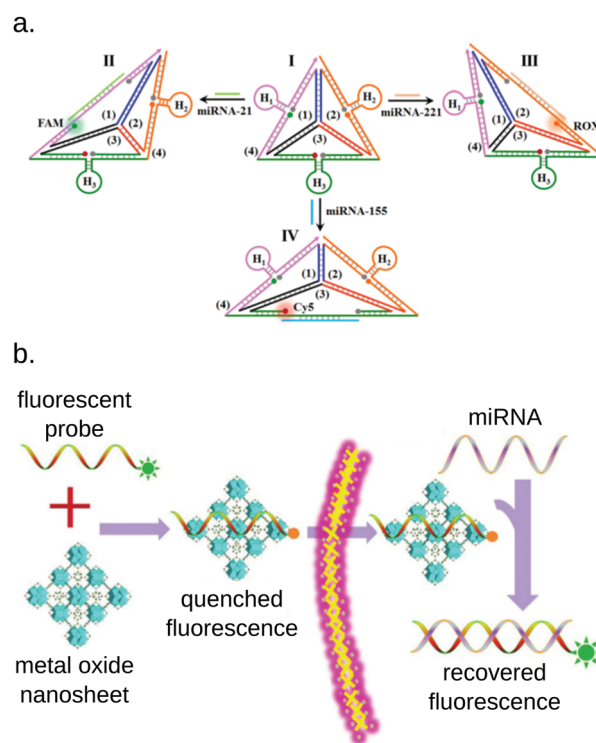 a.
II
I
III
H1
H2
H3
(1)
(2)
(3)
(4)
FAM
miRNA-21
H1
H2
H3
(1)
(2)
(3)
(4)
miRNA-221
H1
H3
(1)
(2)
(3)
(4)
ROX
miRNA-155
IV
H1
H2
(1)
(2)
(3)
(4)
Cy5
b.
fluorescent
probe
miRNA
quenched
fluorescence
metal oxide
nanosheet
recovered
fluorescence